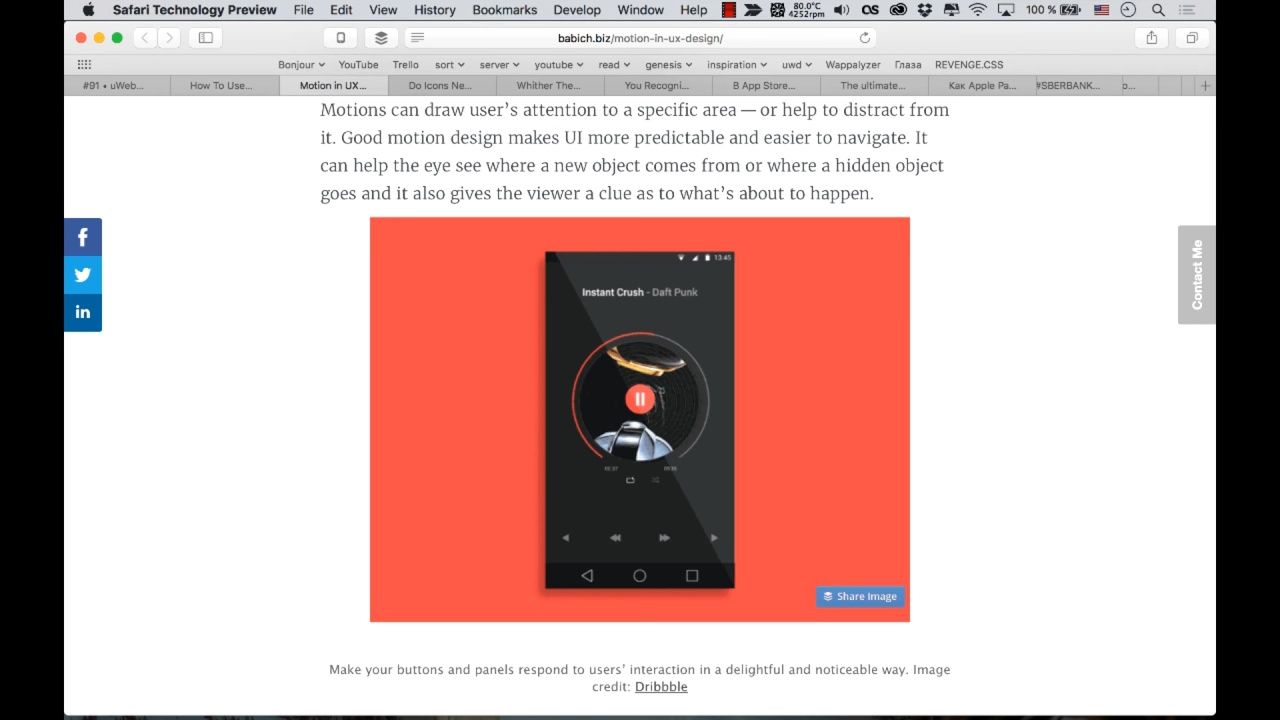 Safari Technology Preview File Edit View History Bookmarks Develop Window Help 80.0°C 4252rpm 100 %
babich.biz/motion-in-ux-design/
Bonjour YouTube Trello sort server youtube read genesis inspiration uwd Wappalyzer Глаза REVENGE.CSS
#91 • uWeb... How To Use... Motion in UX... Do Icons Ne... Whither The... You Recogni... B App Store... The ultimate... Как Apple Pa... #SBERBANK...
Motions can draw user’s attention to a specific area — or help to distract from
it. Good motion design makes UI more predictable and easier to navigate. It
can help the eye see where a new object comes from or where a hidden object
goes and it also gives the viewer a clue as to what’s about to happen.
f
in
Contact Me
13:45
Instant Crush - Daft Punk
02:37
Share Image
Make your buttons and panels respond to users’ interaction in a delightful and noticeable way. Image
credit: Dribbble